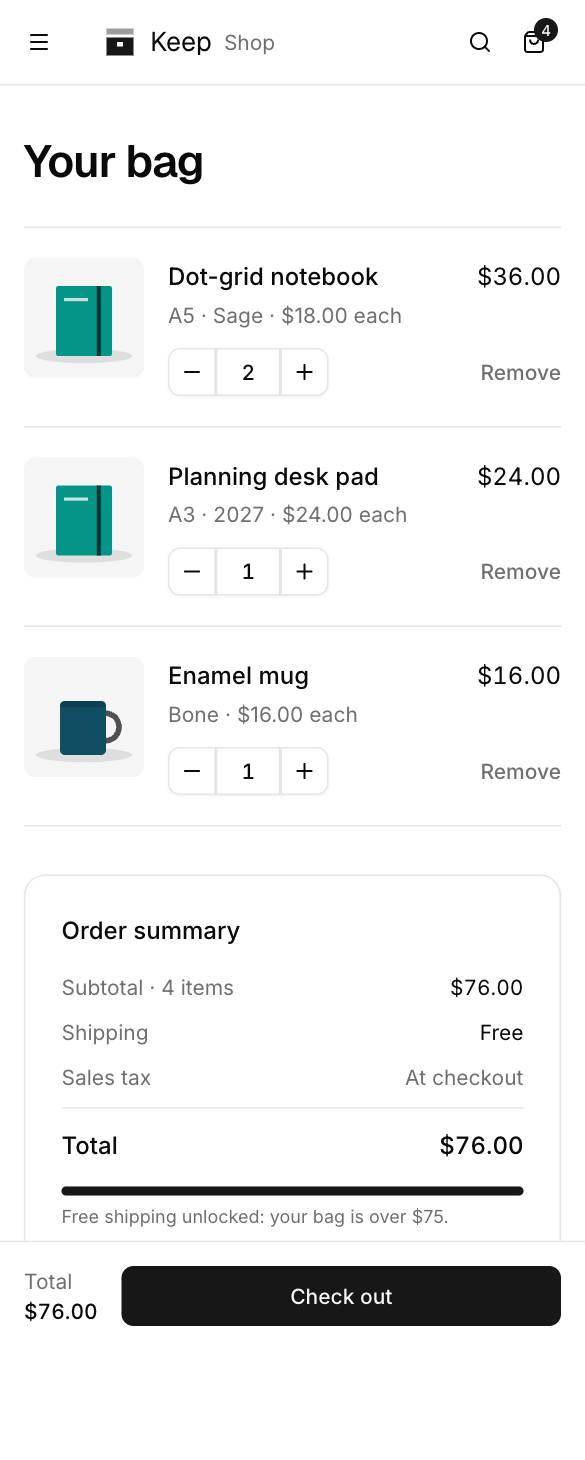 Keep Shop 4
Your bag
Dot-grid notebook $36.00
A5 · Sage · $18.00 each
− 2 + Remove
Planning desk pad $24.00
A3 · 2027 · $24.00 each
− 1 + Remove
Enamel mug $16.00
Bone · $16.00 each
− 1 + Remove
Order summary
Subtotal · 4 items $76.00
Shipping Free
Sales tax At checkout
Total $76.00
Free shipping unlocked: your bag is over $75.
Total
$76.00
Check out